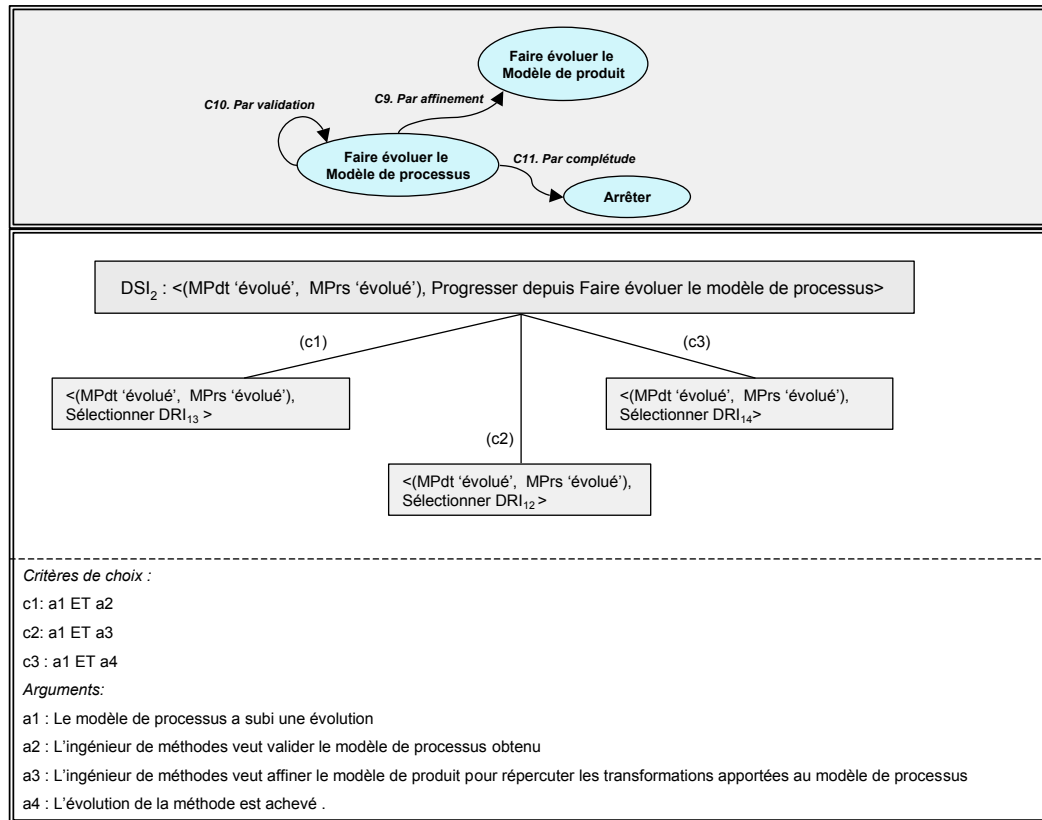 Faire évoluer le
Modèle de produit
C10. Par validation
C9. Par affinement
Faire évoluer le
Modèle de processus
C11. Par complétude
Arrêter
DSI2 : <(MPdt ‘évolué’, MPrs ‘évolué’), Progresser depuis Faire évoluer le modèle de processus>
(c1)
(c3)
<(MPdt ‘évolué’, MPrs ‘évolué’),
Sélectionner DRI13 >
<(MPdt ‘évolué’, MPrs ‘évolué’),
Sélectionner DRI14>
(c2)
<(MPdt ‘évolué’, MPrs ‘évolué’),
Sélectionner DRI12>
Critères de choix :
c1: a1 ET a2
c2: a1 ET a3
c3 : a1 ET a4
Arguments:
a1 : Le modèle de processus a subi une évolution
a2 : L’ingénieur de méthodes veut valider le modèle de processus obtenu
a3 : L’ingénieur de méthodes veut affiner le modèle de produit pour répercuter les transformations apportées au modèle de processus
a4 : L’évolution de la méthode est achevé .